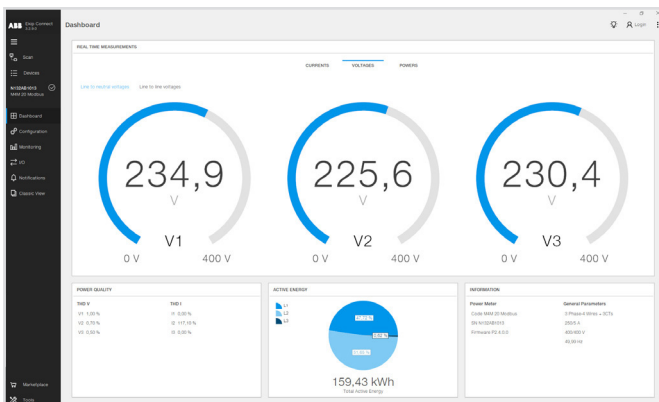 ABB
Ekip Connect
Dashboard
Login
Scan
Devices
M4M 20 Modbus
Dashboard
Configuration
Monitoring
I/O
Notifications
Classic View
Marketplace
Tools
REAL TIME MEASUREMENTS
CURRENTS VOLTAGES POWERS
Line to neutral voltages Line to line voltages
234,9 225,6 230,4
V V V
V1 V2 V3
0 V 400 V 0 V 400 V 0 V 400 V
POWER QUALITY
THD V THD I
V1 1,00 % I1 0,00 %
V2 0,70 % I2 117,10 %
V3 0,50 % I3 0,00 %
ACTIVE ENERGY
L1
L2
L3
159,43 kWh
Total Active Energy
INFORMATION
Power Meter General Parameters
Code M4M 20 Modbus 3 Phase 4 Wires + 3CTs
Firmware
400/400 V